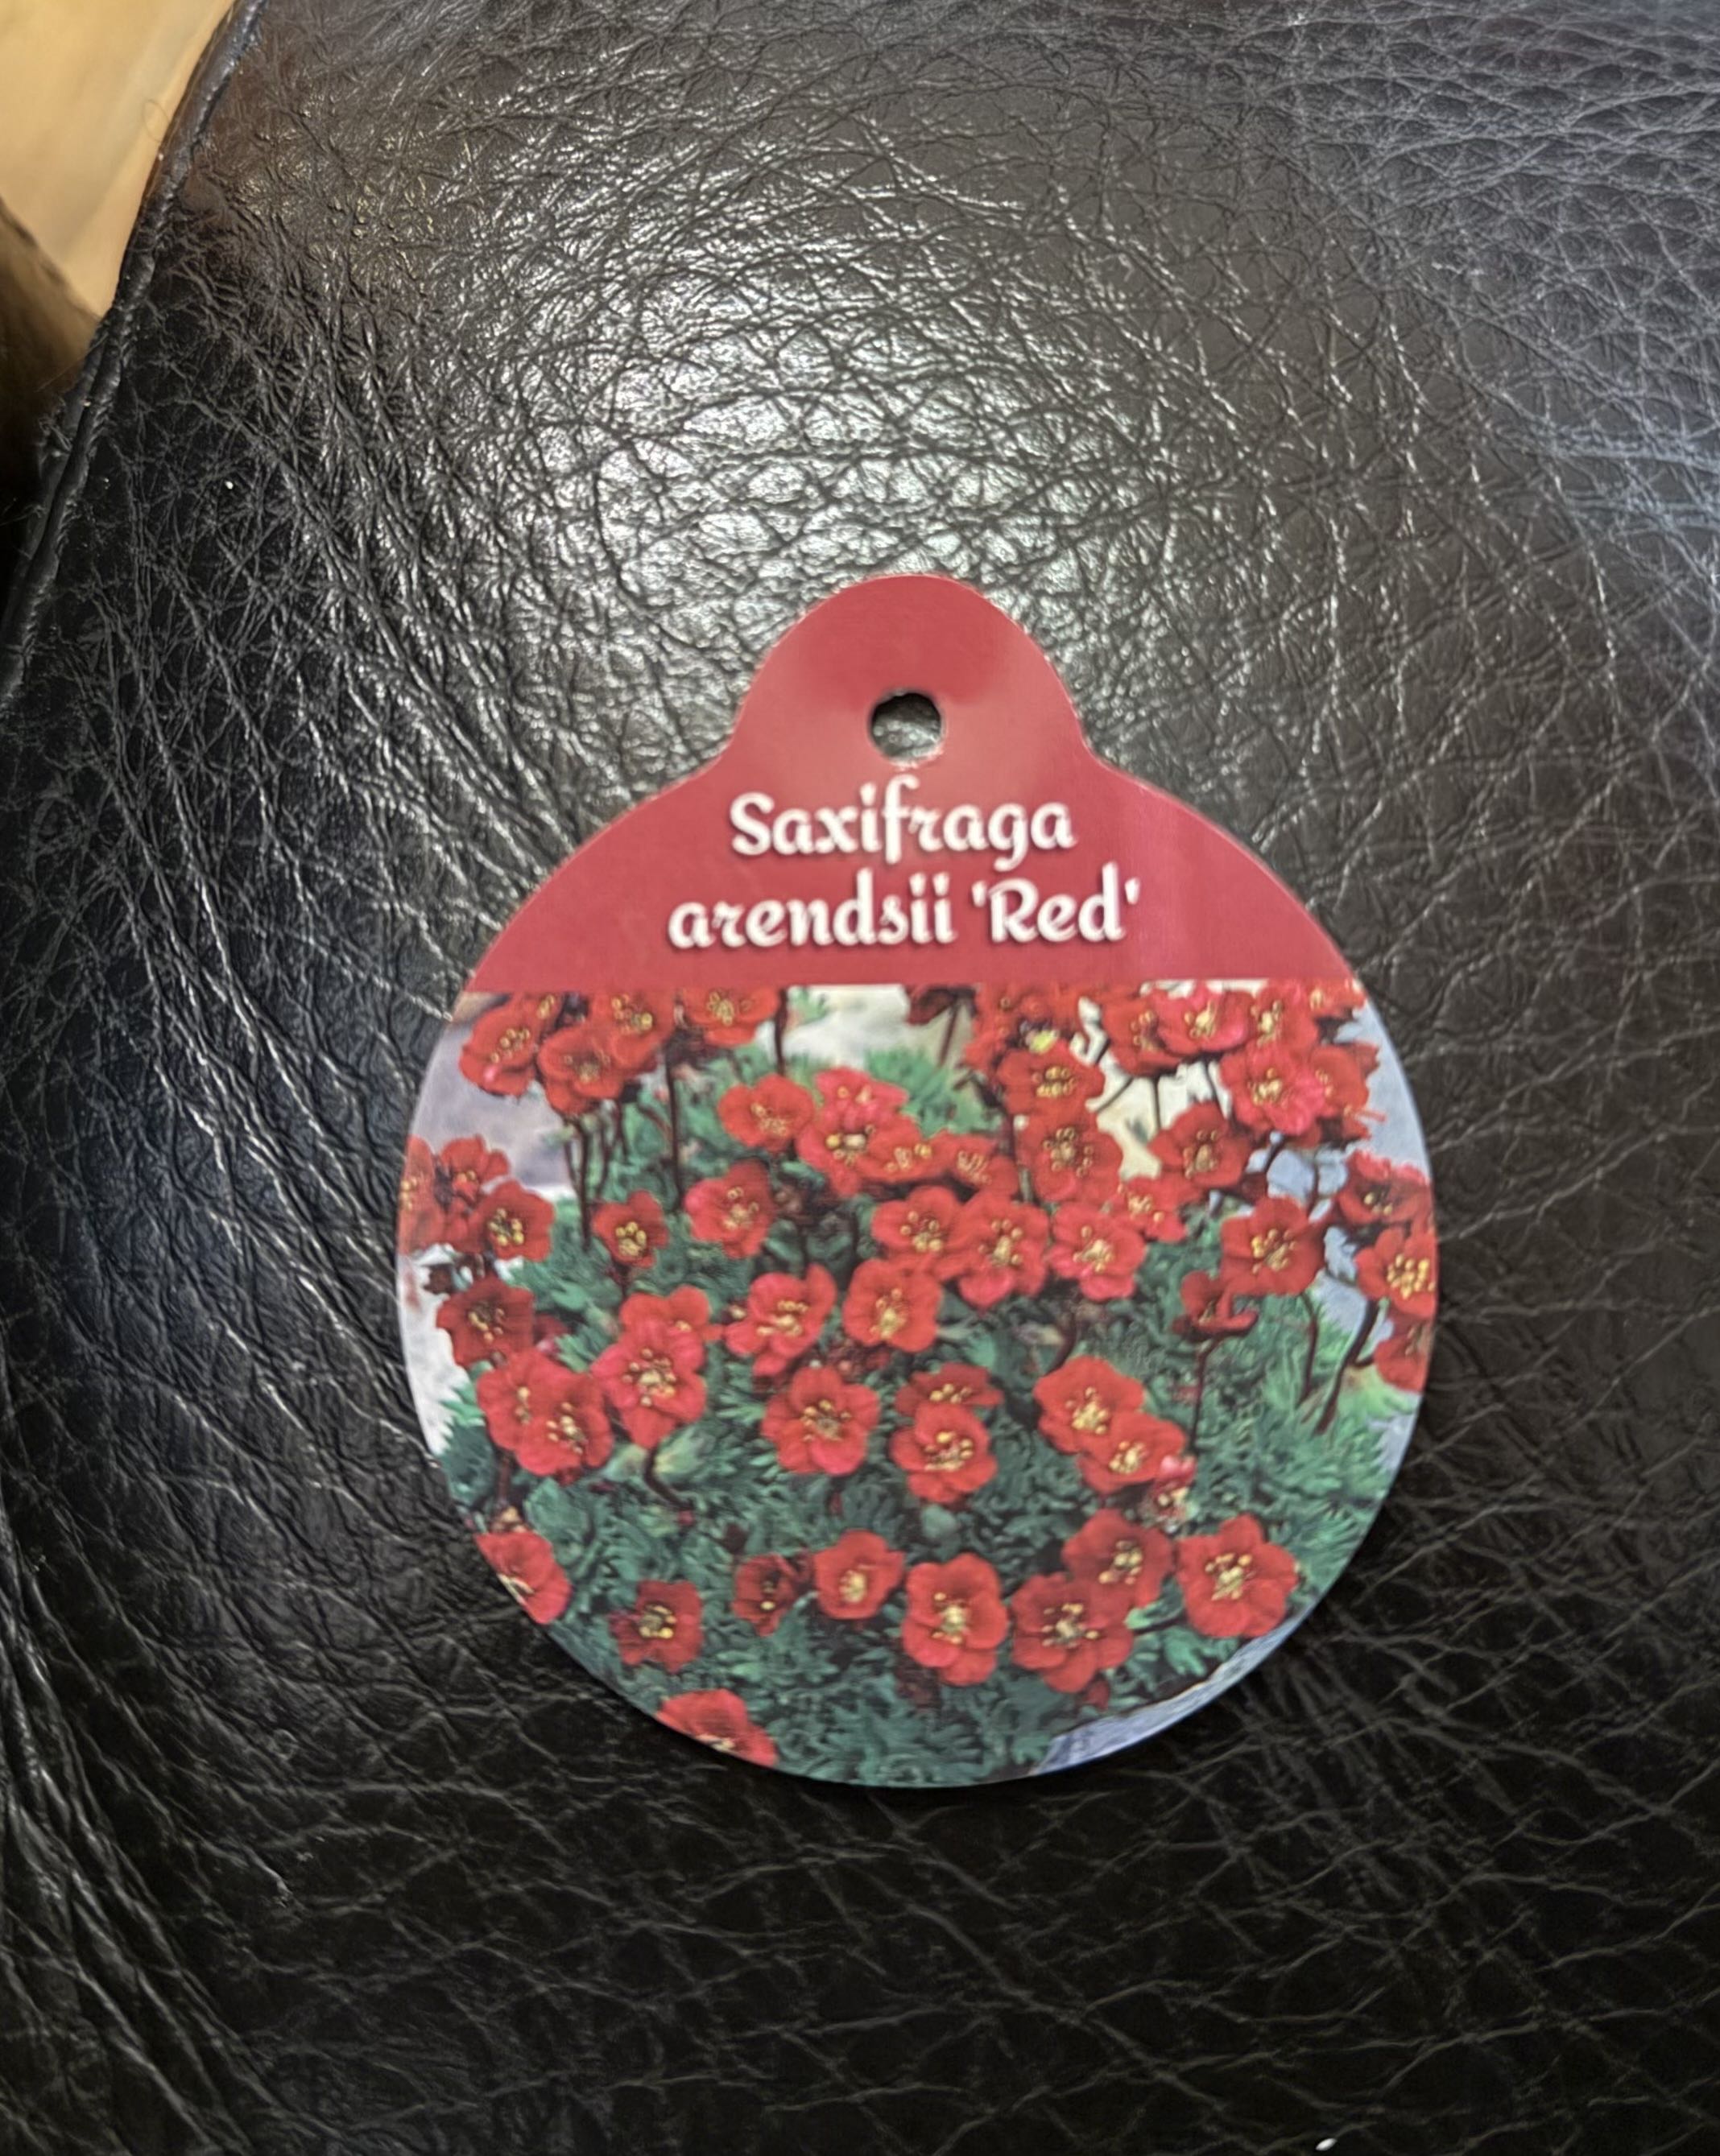 Saxifraga
arendsii 'Red'